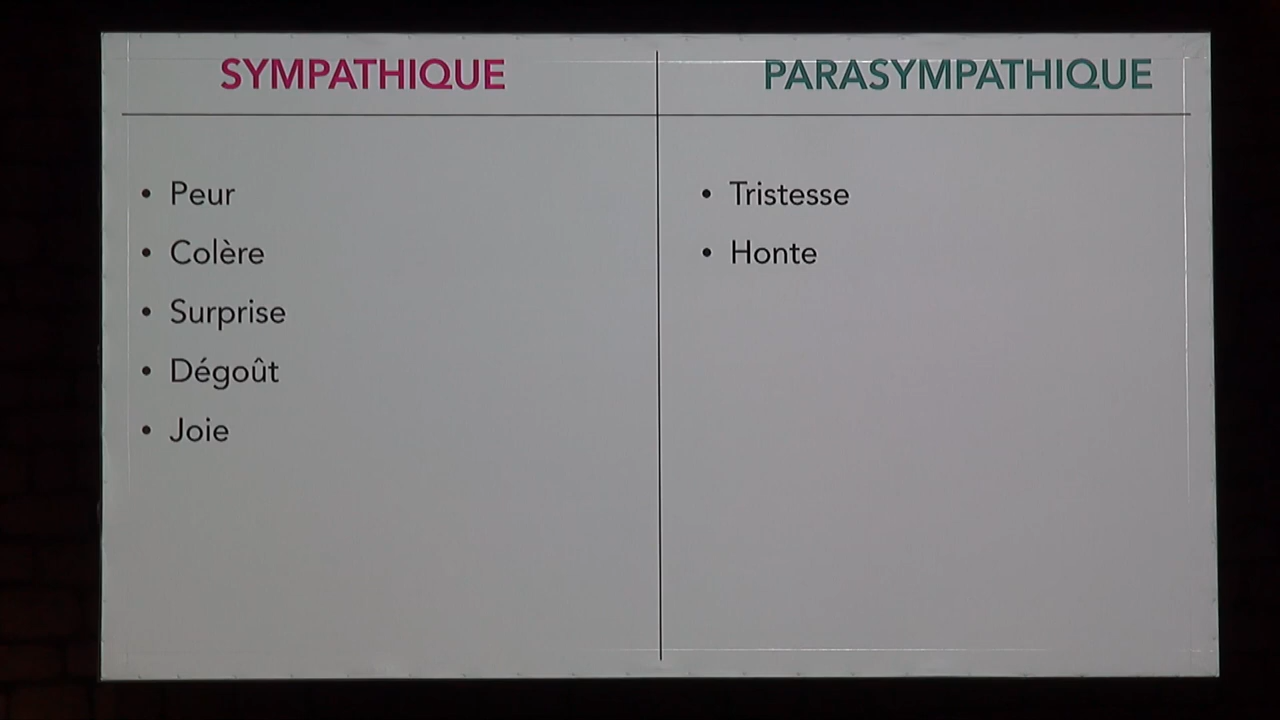 SYMPATHIQUE
PARASYMPATHIQUE
• Peur
• Colère
• Surprise
• Dégoût
• Joie
• Tristesse
• Honte